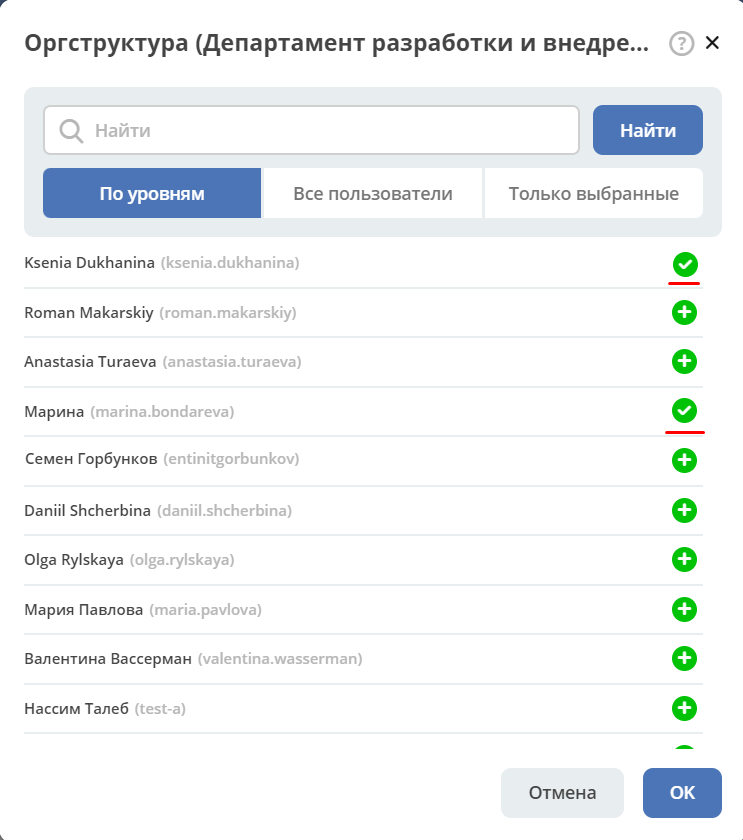 Оргструктура (Департамент разработки и внедре...
?
Найти
Найти
По уровням
Все пользователи
Только выбранные
Ksenia Dukhanina (ksenia.dukhanina)
Roman Makarskiy (roman.makarskiy)
Anastasia Turaeva (anastasia.turaeva)
Марина (marina.bondareva)
Семен Горбунков (entinitgorbunkov)
Daniil Shcherbina (daniil.shcherbina)
Olga Rylskaya (olga.rylskaya)
Мария Павлова (maria.pavlova)
Валентина Вассерман (valentina.wasserman)
Нассим Талеб (test-a)
Отмена
OK